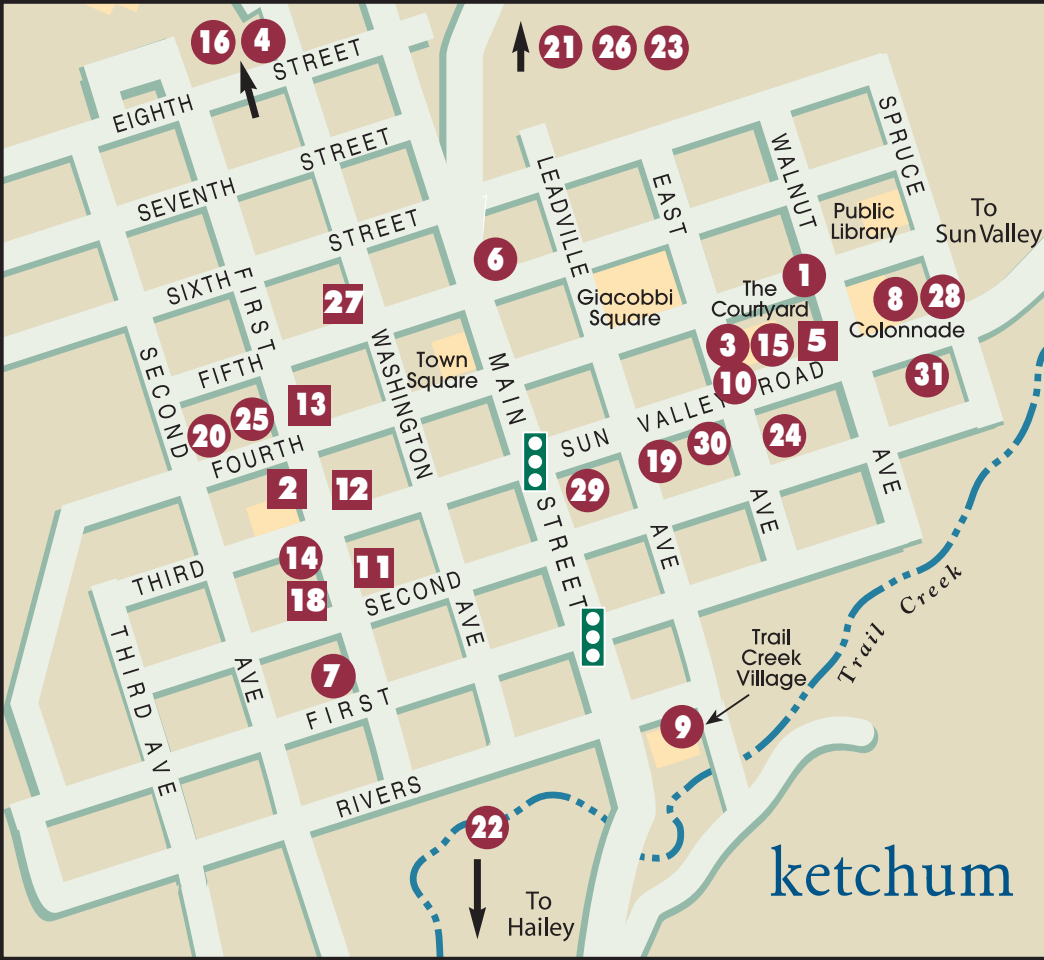 16 4
21 26 23
EIGHTH STREET
SEVENTH STREET
SIXTH STREET
FIFTH
FOURTH
THIRD
SECOND
FIRST
RIVERS
SECOND AVE
FIRST
WASHINGTON AVE
MAIN STREET
LEADVILLE AVE
EAST AVE
WALNUT AVE
SPRUCE
THIRD AVE
SUN VALLEY ROAD
To
Sun Valley
Public
Library
6
1
The
Courtyard
8 28
Colonnade
Giacobbi
Square
27
Town
Square
3 15 5
10
31
13
20 25
19 30 24
2 12
29
14
11
18
7
Trail
Creek
Village
9
Trail Creek
22
To
Hailey
ketchum